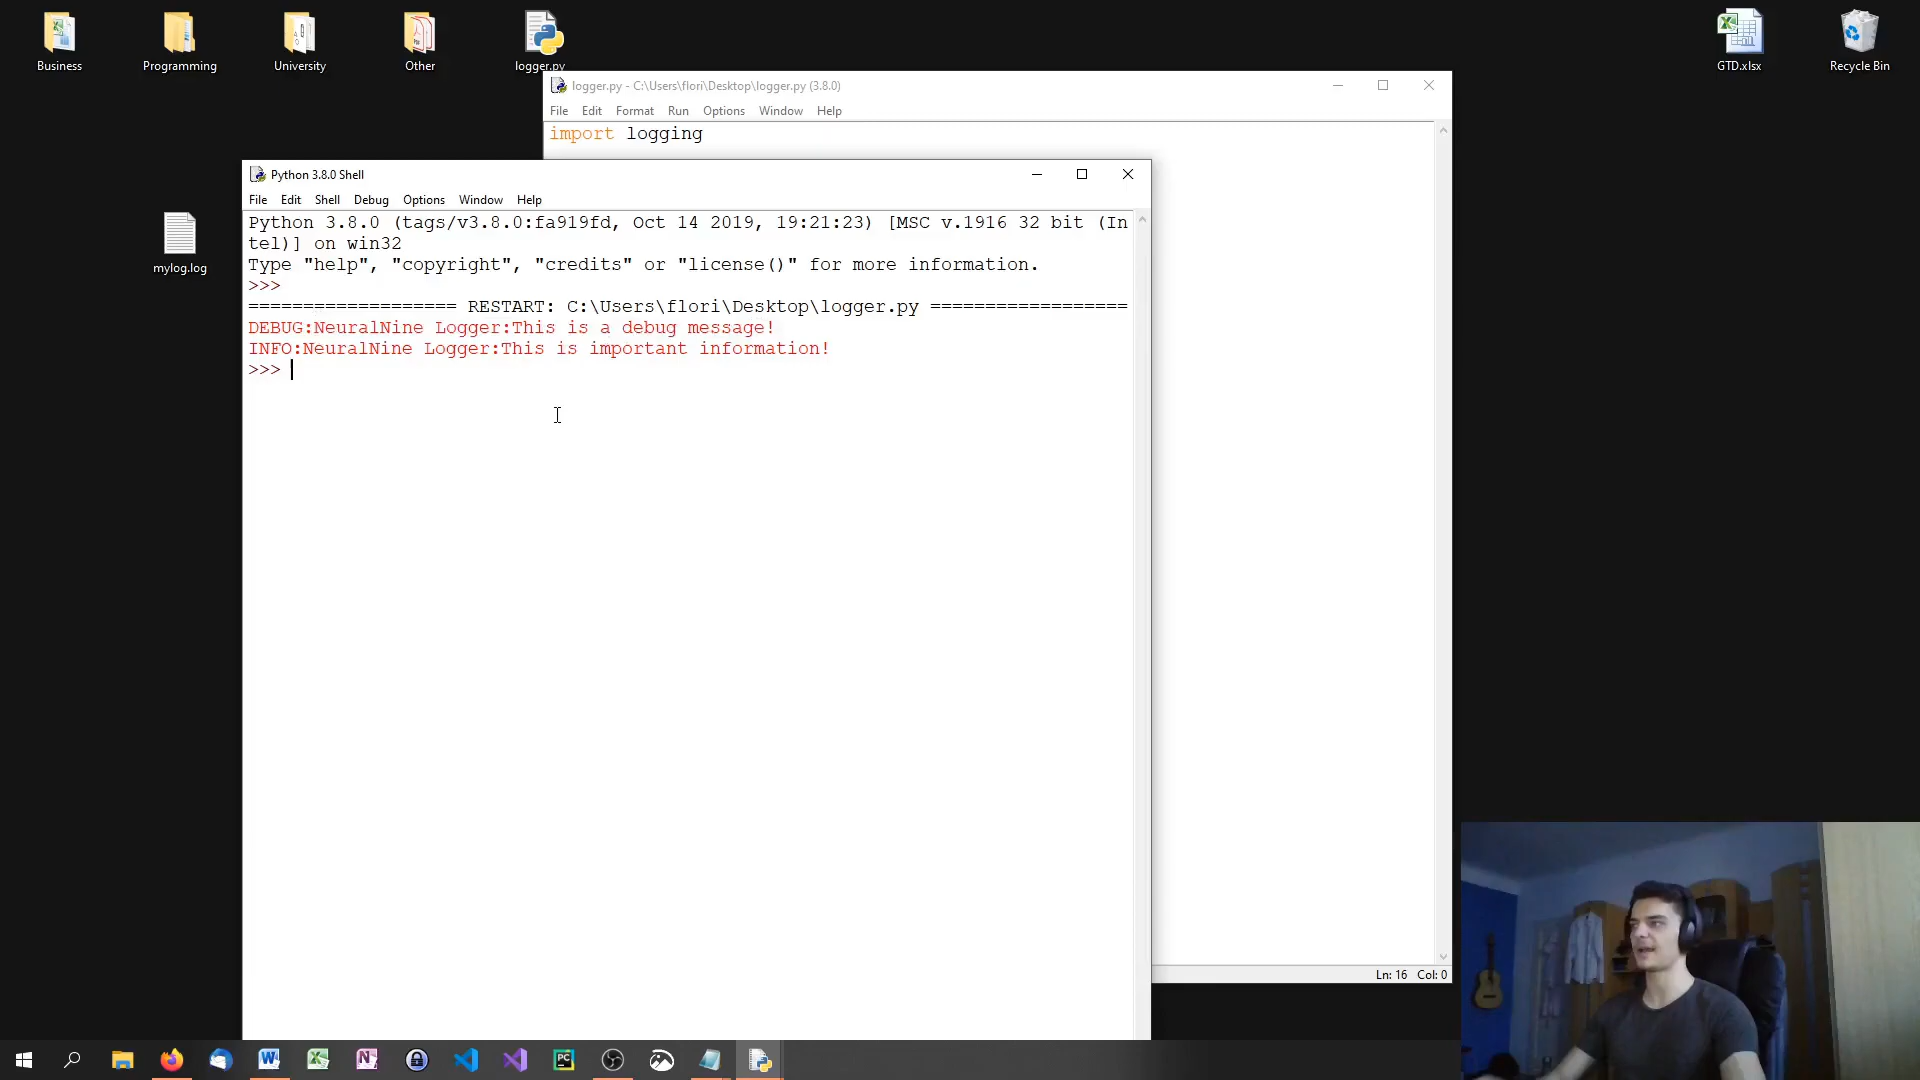 Business
Programming
University
Other
logger.py
GTD.xlsx
Recycle Bin
mylog.log
logger.py - C:\Users\flori\Desktop\logger.py (3.8.0)
File Edit Format Run Options Window Help
import logging
Python 3.8.0 Shell
File Edit Shell Debug Options Window Help
Python 3.8.0 (tags/v3.8.0:fa919fd, Oct 14 2019, 19:21:23) [MSC v.1916 32 bit (In
tel)] on win32
Type "help", "copyright", "credits" or "license()" for more information.
>>>
=================== RESTART: C:\Users\flori\Desktop\logger.py ==================
DEBUG:NeuralNine Logger:This is a debug message!
INFO:NeuralNine Logger:This is important information!
>>>
Ln: 16 Col: 0